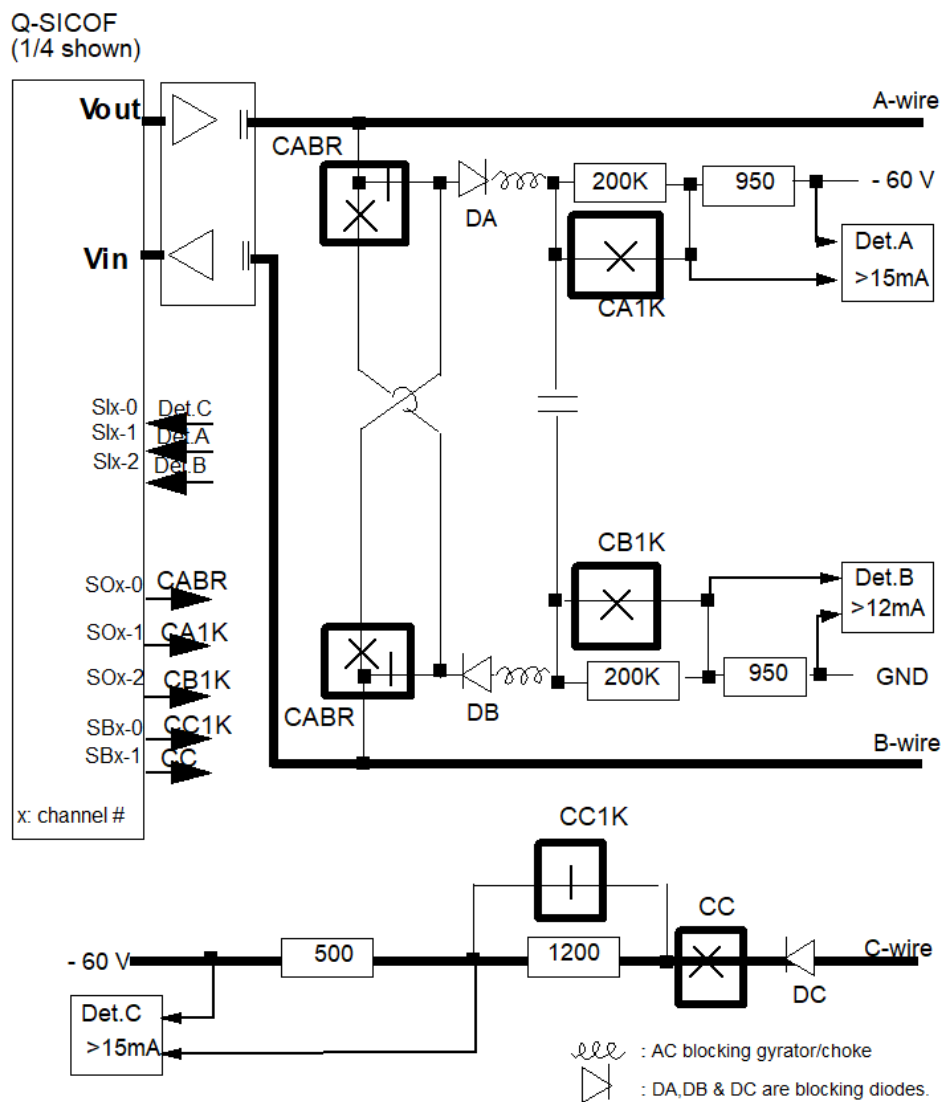 Q-SICOF
(1/4 shown)
Vout
A-wire
CABR
200K
950
- 60 V
DA
Vin
Det.A
>15mA
CA1K
SIx-0
Det.C
SIx-1
Det.A
SIx-2
Det.B
CB1K
Det.B
>12mA
SOx-0
CABR
SOx-1
CA1K
SOx-2
CB1K
200K
950
GND
DB
CABR
SBx-0
CC1K
SBx-1
CC
B-wire
x: channel #
CC1K
CC
- 60 V
500
1200
C-wire
DC
Det.C
>15mA
: AC blocking gyrator/choke
: DA,DB & DC are blocking diodes.